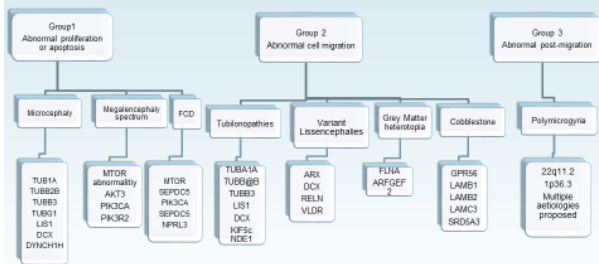 Group1
Abnormal proliferation
or apoptosis
Group 2
Abnormal cell migration
Group 3
Abnormal post-migration
Microcephaly
Megalencephaly
spectrum
FCD
Tubilonopathies
Variant
Lissencephalies
Grey Matter
heterotopia
Cobblestone
Polymicrogyria
TUB1A
TUBB2B
TUBB3
TUBG1
LIS1
DCX
DYNCH1H
MTOR
abnormallity
AKT3
PIK3CA
PIK3R2
MTOR
SEPDC5
PIK3CA
SEPDC5
NPRL3
TUBA1A
TUBB@B
TUBB3
LIS1
DCX
KIF5c
NDE1
ARX
DCX
RELN
VLDR
FLNA
ARFGEF
2
GPR56
LAMB1
LAMB2
LAMC3
SRD5A3
22q11.2
1p36.3
Multiple
aetiologies
proposed